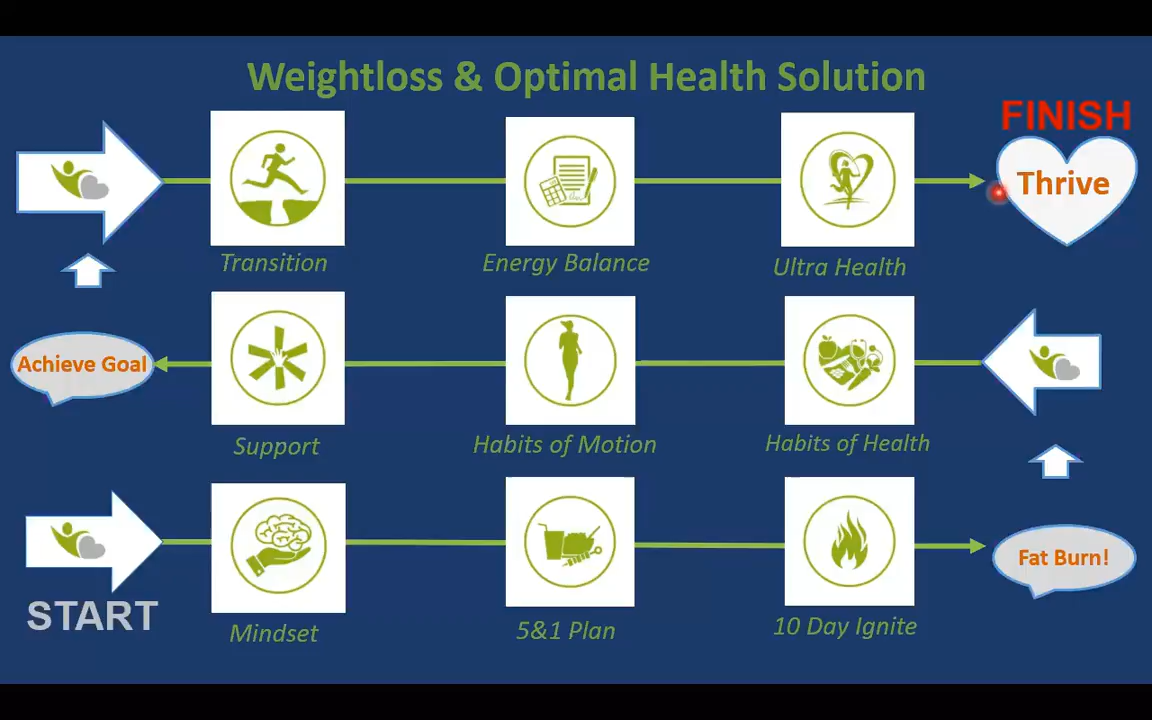 Weightloss & Optimal Health Solution
FINISH
Thrive
Transition
Energy Balance
Ultra Health
Achieve Goal
Support
Habits of Motion
Habits of Health
START
Mindset
5&1 Plan
10 Day Ignite
Fat Burn!